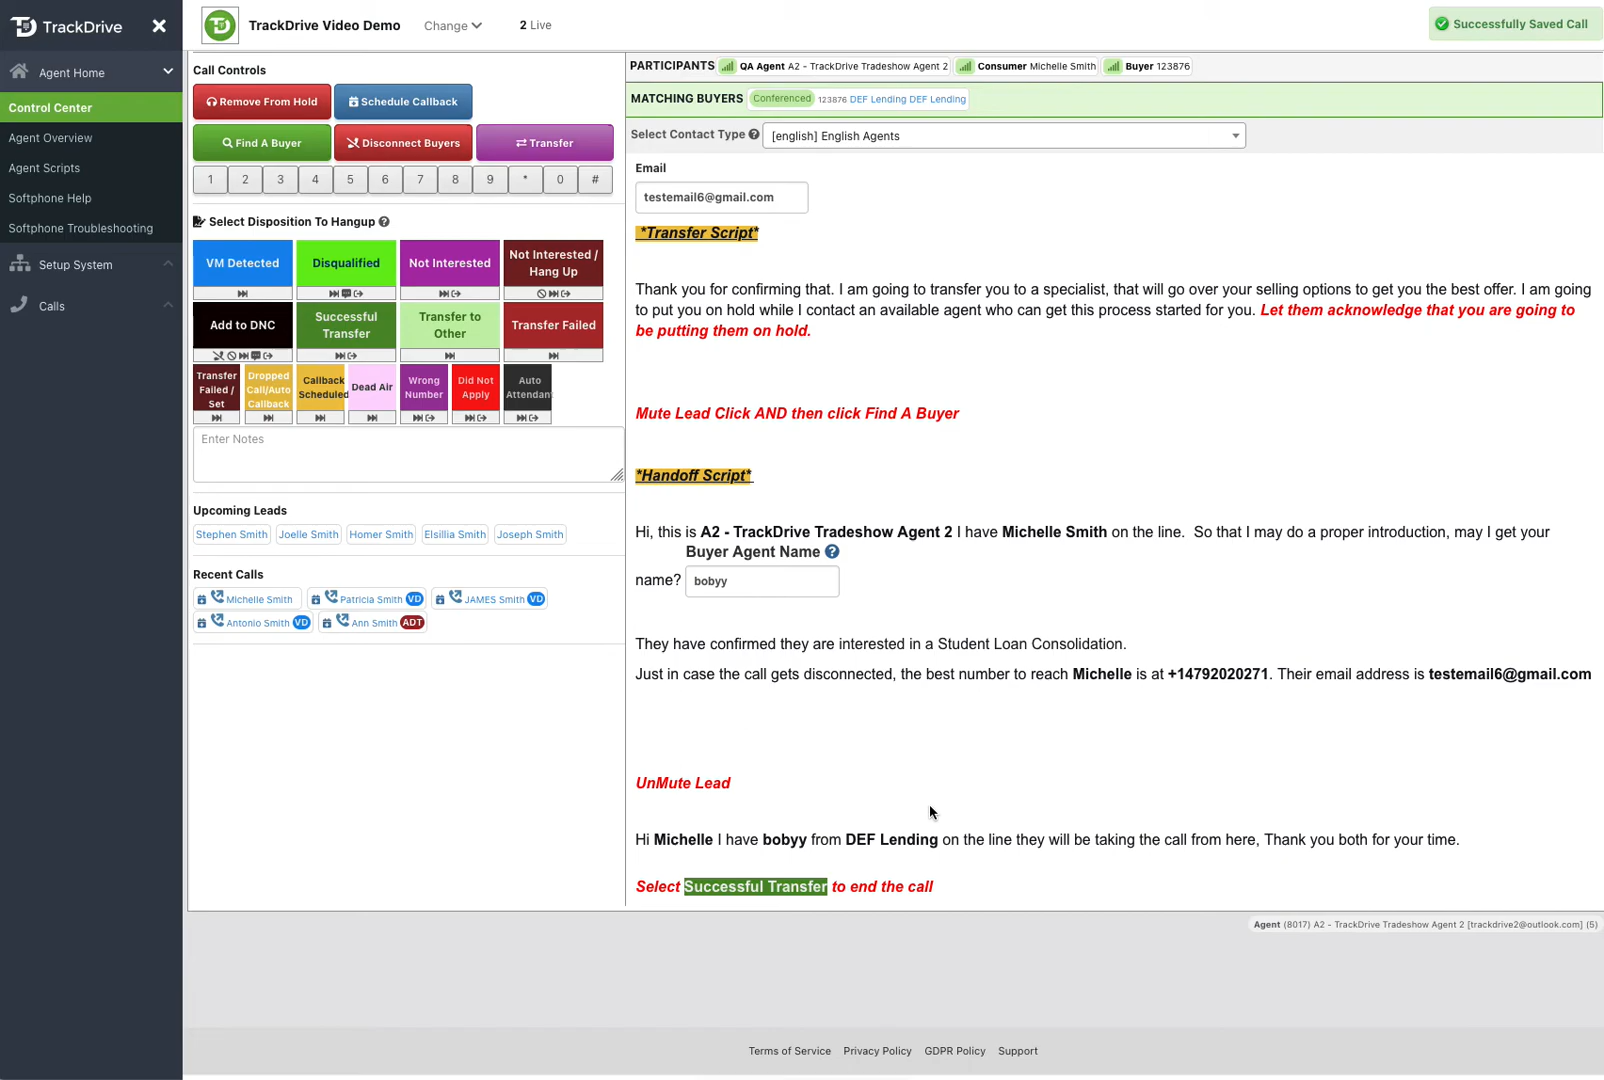 TrackDrive
TrackDrive Video Demo
Change
2 Live
Successfully Saved Call
Agent Home
Control Center
Agent Overview
Agent Scripts
Softphone Help
Softphone Troubleshooting
Setup System
Calls
Call Controls
Remove From Hold
Schedule Callback
Find A Buyer
Disconnect Buyers
Transfer
1 2 3 4 5 6 7 8 9 * 0 #
Select Disposition To Hangup
VM Detected
Disqualified
Not Interested
Not Interested /
Hang Up
Add to DNC
Successful
Transfer
Transfer to
Other
Transfer Failed
Transfer
Failed /
Set
Dropped
Call/Auto
Callback
Callback
Scheduled
Dead Air
Wrong
Number
Did Not
Apply
Auto
Attendan
Enter Notes
Upcoming Leads
Stephen Smith
Joelle Smith
Homer Smith
Elsillia Smith
Joseph Smith
Recent Calls
Michelle Smith
Patricia Smith VD
JAMES Smith VD
Antonio Smith VD
Ann Smith ADT
PARTICIPANTS QA Agent A2 - TrackDrive Tradeshow Agent 2 Consumer Michelle Smith Buyer 123876
MATCHING BUYERS Conferenced 123876 DEF Lending DEF Lending
Select Contact Type [english] English Agents
Email
testemail6@gmail.com
*Transfer Script*
Thank you for confirming that. I am going to transfer you to a specialist, that will go over your selling options to get you the best offer. I am going
to put you on hold while I contact an available agent who can get this process started for you. Let them acknowledge that you are going to
be putting them on hold.
Mute Lead Click AND then click Find A Buyer
*Handoff Script*
Hi, this is A2 - TrackDrive Tradeshow Agent 2 I have Michelle Smith on the line. So that I may do a proper introduction, may I get your
Buyer Agent Name
name? bobyy
They have confirmed they are interested in a Student Loan Consolidation.
Just in case the call gets disconnected, the best number to reach Michelle is at +14792020271. Their email address is testemail6@gmail.com
UnMute Lead
Hi Michelle I have bobyy from DEF Lending on the line they will be taking the call from here, Thank you both for your time.
Select Successful Transfer to end the call
Agent (8017) A2 - TrackDrive Tradeshow Agent 2 [trackdrive2@outlook.com] (5)
Terms of Service Privacy Policy GDPR Policy Support